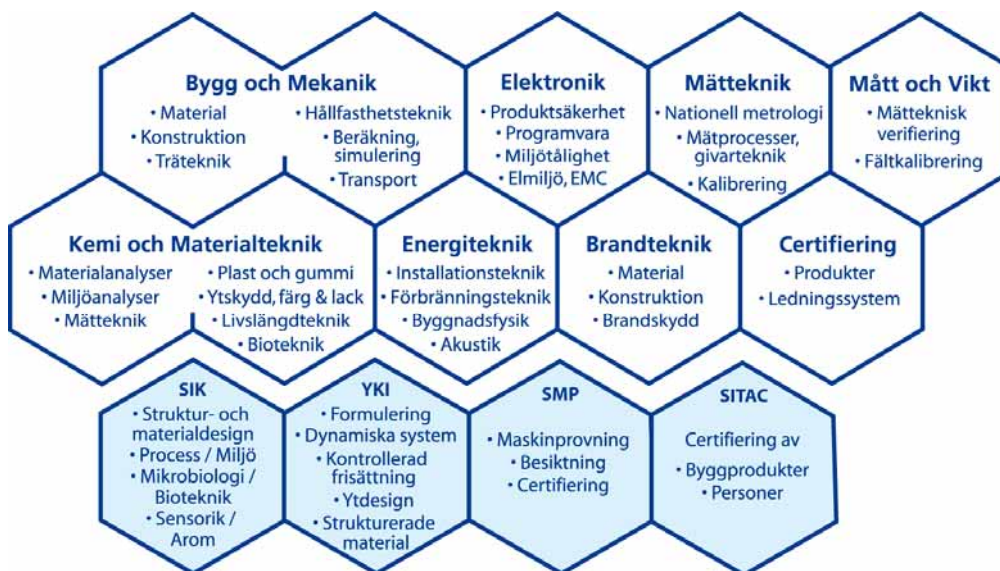 Bygg och Mekanik
• Material
• Konstruktion
• Träteknik
• Hållfasthetsteknik
• Beräkning,
simulering
• Transport
Elektronik
• Produktsäkerhet
• Programvara
• Miljötålighet
• Elmiljö, EMC
Mätteknik
• Nationell metrologi
• Mätprocesser,
givarteknik
• Kalibrering
Mått och Vikt
• Mätteknisk
verifiering
• Fältkalibrering
Kemi och Materialteknik
• Materialanalyser
• Miljöanalyser
• Mätteknik
• Plast och gummi
• Ytskydd, färg & lack
• Livslängdteknik
• Bioteknik
Energiteknik
• Installationsteknik
• Förbränningsteknik
• Byggnadsfysik
• Akustik
Brandteknik
• Material
• Konstruktion
• Brandskydd
Certifiering
• Produkter
• Ledningssystem
SIK
• Struktur- och
materialdesign
• Process / Miljö
• Mikrobiologi /
Bioteknik
• Sensorik /
Arom
YKI
• Formulering
• Dynamiska system
• Kontrollerad
frisättning
• Ytdesign
• Strukturerade
material
SMP
• Maskinprovning
• Besiktning
• Certifiering
SITAC
Certifiering av
• Byggprodukter
• Personer